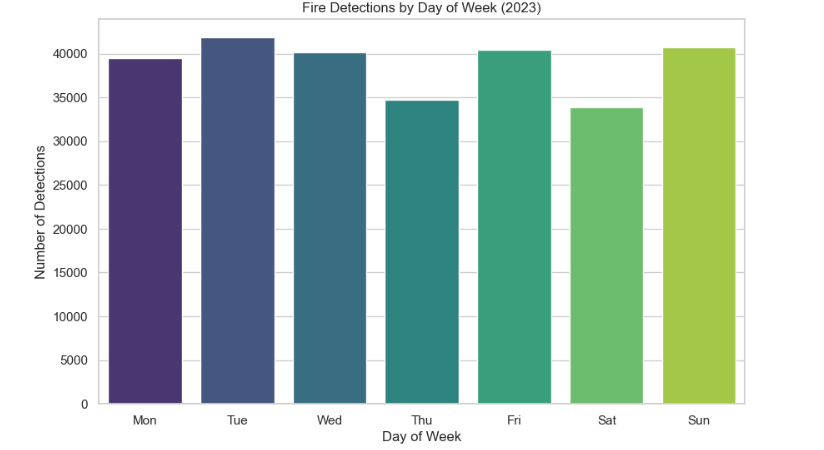 Fire Detections by Day of Week (2023)
Number of Detections
40000
35000
30000
25000
20000
15000
10000
5000
0
Mon Tue Wed Thu Fri Sat Sun
Day of Week